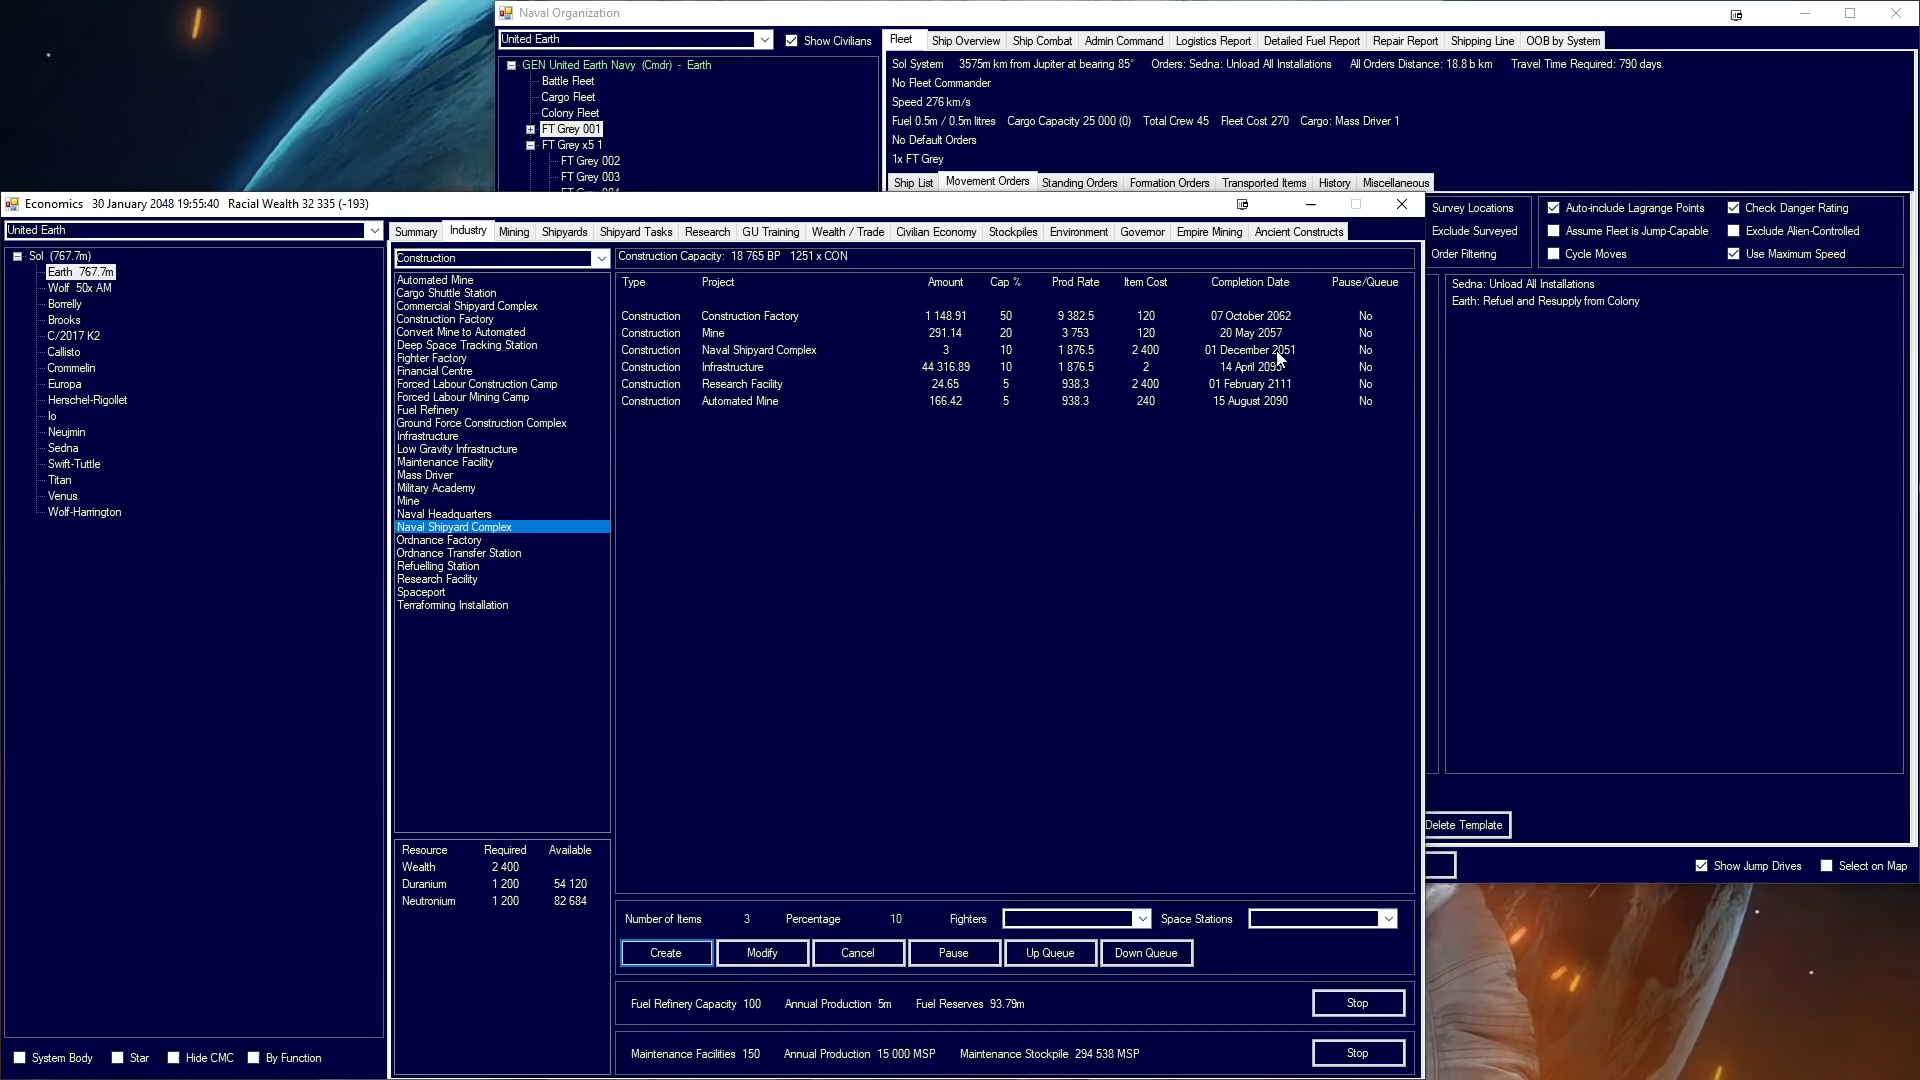 Naval Organization
United Earth
Show Civilians
Fleet Ship Overview Ship Combat Admin Command Logistics Report Detailed Fuel Report Repair Report Shipping Line OOB by System
GEN United Earth Navy (Cmdr) - Earth
Battle Fleet
Cargo Fleet
Colony Fleet
FT Grey 001
FT Grey x5 1
FT Grey 002
FT Grey 003
Sol System 3575m km from Jupiter at bearing 85° Orders: Sedna: Unload All Installations All Orders Distance: 18.8 b km Travel Time Required: 790 days
No Fleet Commander
Speed 276 km/s
Fuel 0.5m / 0.5m litres Cargo Capacity 25 000 (0) Total Crew 45 Fleet Cost 270 Cargo: Mass Driver 1
No Default Orders
1x FT Grey
Ship List Movement Orders Standing Orders Formation Orders Transported Items History Miscellaneous
Economics 30 January 2048 19:55:40 Racial Wealth 32 335 (-193)
Survey Locations
Exclude Surveyed
Order Filtering
Auto-include Lagrange Points
Check Danger Rating
Assume Fleet is Jump-Capable
Exclude Alien-Controlled
Cycle Moves
Use Maximum Speed
Sedna: Unload All Installations
Earth: Refuel and Resupply from Colony
Delete Template
Show Jump Drives
Select on Map
United Earth
Summary Industry Mining Shipyards Shipyard Tasks Research GU Training Wealth / Trade Civilian Economy Stockpiles Environment Governor Empire Mining Ancient Constructs
Sol (767.7m)
Earth 767.7m
Wolf 50x AM
Borrelly
Brooks
C/2017 K2
Callisto
Crommelin
Europa
Herschel-Rigollet
Io
Neujmin
Sedna
Swift-Tuttle
Titan
Venus
Wolf-Harrington
Construction
Automated Mine
Cargo Shuttle Station
Commercial Shipyard Complex
Construction Factory
Convert Mine to Automated
Deep Space Tracking Station
Fighter Factory
Financial Centre
Forced Labour Construction Camp
Forced Labour Mining Camp
Fuel Refinery
Ground Force Construction Complex
Infrastructure
Low Gravity Infrastructure
Maintenance Facility
Mass Driver
Military Academy
Mine
Naval Headquarters
Naval Shipyard Complex
Ordnance Factory
Ordnance Transfer Station
Refuelling Station
Research Facility
Spaceport
Terraforming Installation
Construction Capacity: 18 765 BP 1251 x CON
Type Project Amount Cap % Prod Rate Item Cost Completion Date Pause/Queue
Construction Construction Factory 1 148.91 50 9 382.5 120 07 October 2062 No
Construction Mine 291.14 20 3 753 120 20 May 2057 No
Construction Naval Shipyard Complex 3 10 1 876.5 2 400 01 December 2051 No
Construction Infrastructure 44 316.89 10 1 876.5 2 14 April No
Construction Research Facility 24.65 5 938.3 2 400 01 February 2111 No
Construction Automated Mine 166.42 5 938.3 240 15 August 2090 No
Resource Required Available
Wealth 2 400
Duranium 1 200 54 120
Neutronium 1 200 82 684
Number of Items 3 Percentage 10 Fighters Space Stations
Create Modify Cancel Pause Up Queue Down Queue
Fuel Refinery Capacity 100 Annual Production 5m Fuel Reserves 93.79m Stop
Maintenance Facilities 150 Annual Production 15 000 MSP Maintenance Stockpile 294 538 MSP Stop
System Body Star Hide CMC By Function